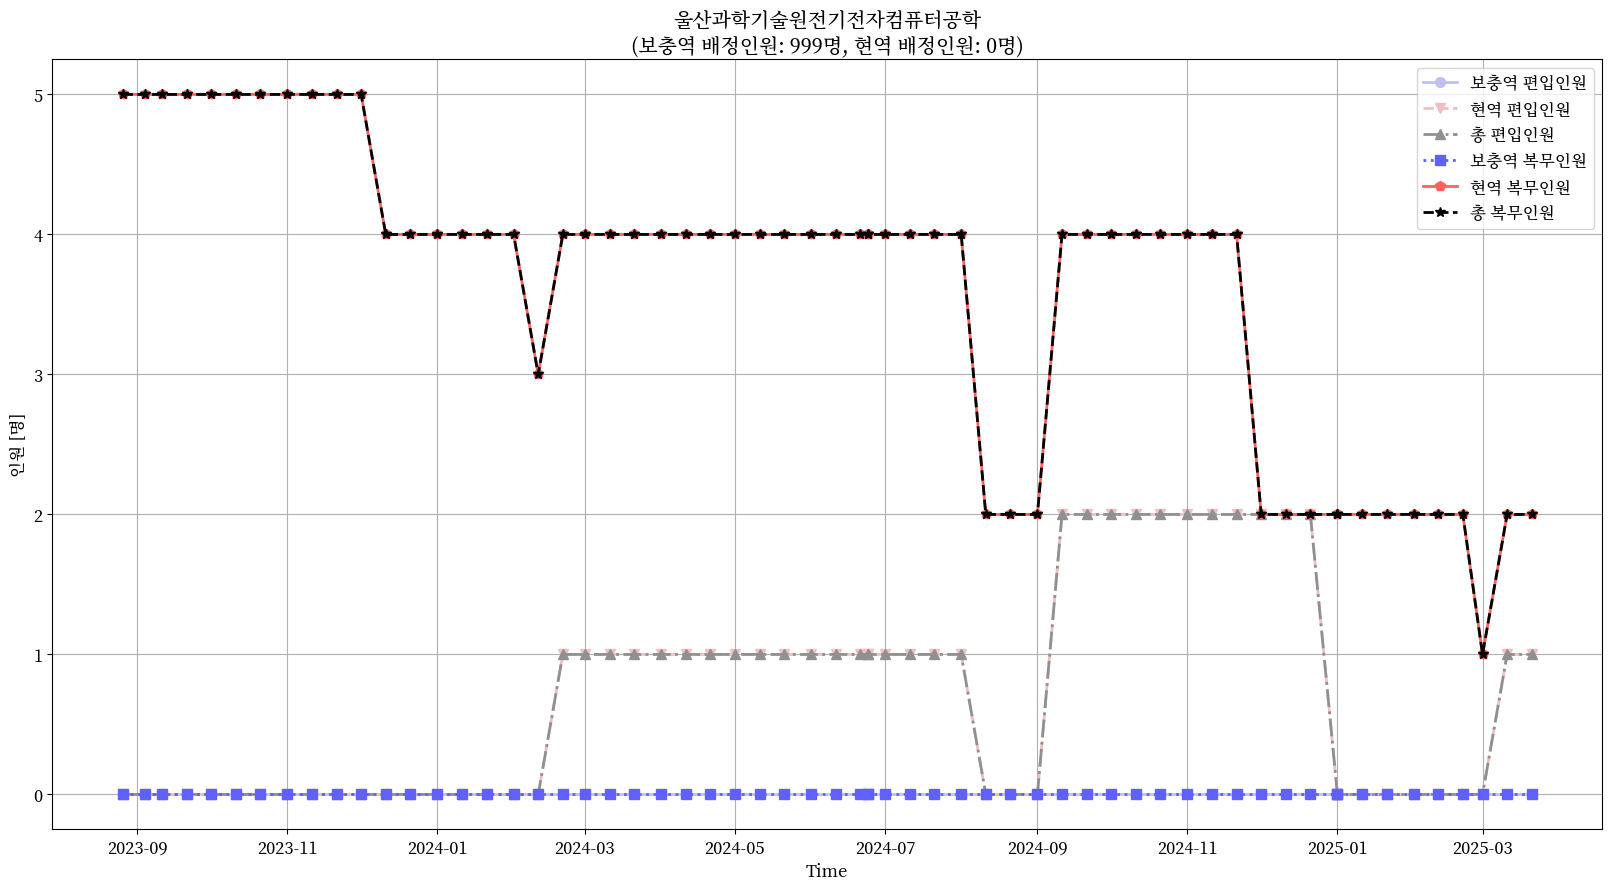 울산과학기술원전기전자컴퓨터공학
(보충역 배정인원: 999명, 현역 배정인원: 0명)
보충역 편입인원
현역 편입인원
총 편입인원
보충역 복무인원
현역 복무인원
총 복무인원
인원 [명]
5
4
3
2
1
0
2023-09
2023-11
2024-01
2024-03
2024-05
2024-07
2024-09
2024-11
2025-01
2025-03
Time